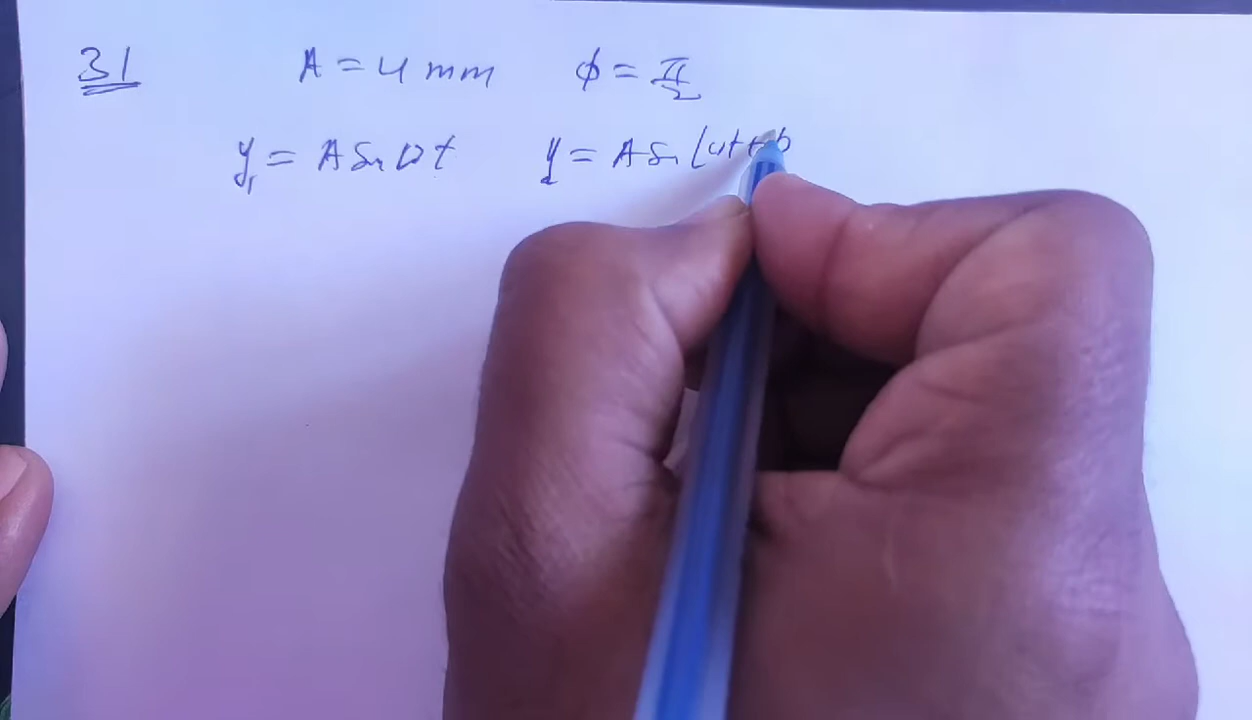 31 A = 4 mm ϕ = π/2
y₁ = A Sin ωt y₂ = A Sin (ωt + ϕ